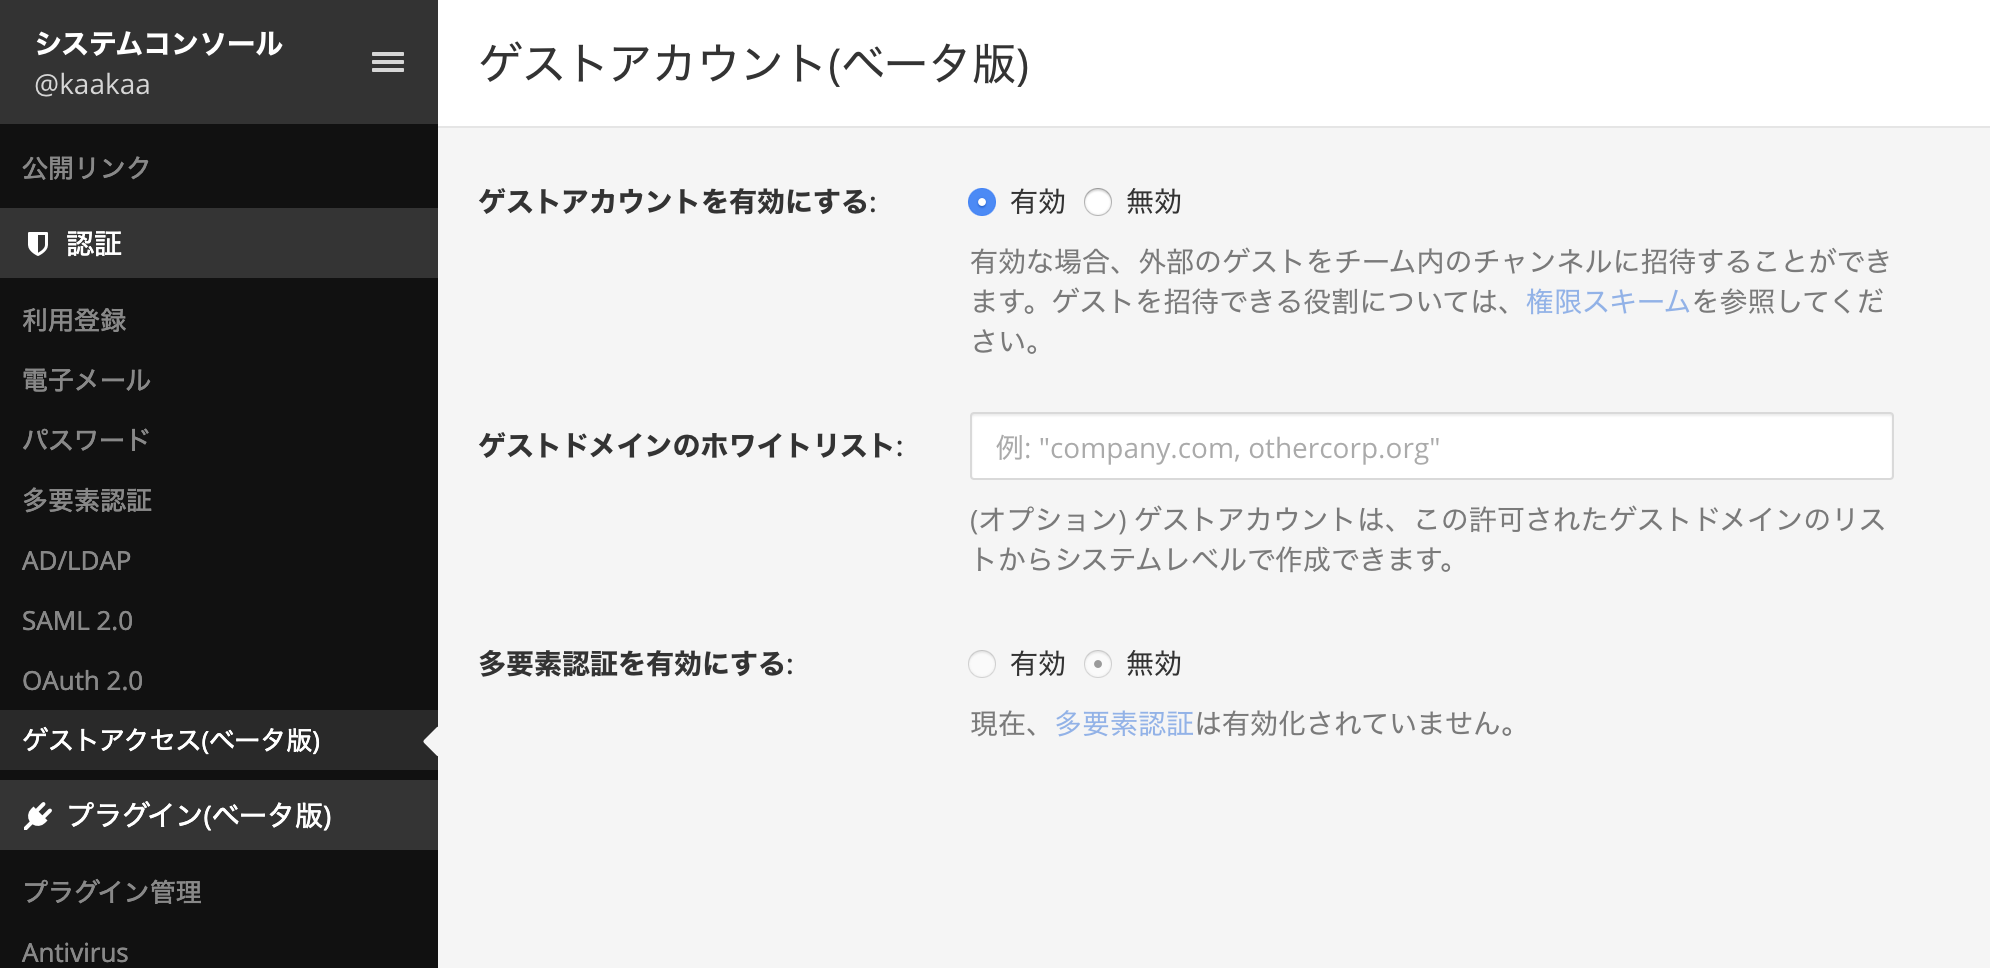 システムコンソール
@kaakaa
公開リンク
認証
利用登録
電子メール
パスワード
多要素認証
AD/LDAP
SAML 2.0
OAuth 2.0
ゲストアクセス(ベータ版)
プラグイン(ベータ版)
プラグイン管理
Antivirus
ゲストアカウント(ベータ版)
ゲストアカウントを有効にする:
有効 無効
有効な場合、外部のゲストをチーム内のチャンネルに招待することができ
ます。ゲストを招待できる役割については、権限スキームを参照してくだ
さい。
ゲストドメインのホワイトリスト:
例: "company.com, othercorp.org"
(オプション) ゲストアカウントは、この許可されたゲストドメインのリス
トからシステムレベルで作成できます。
多要素認証を有効にする:
有効 無効
現在、多要素認証は有効化されていません。